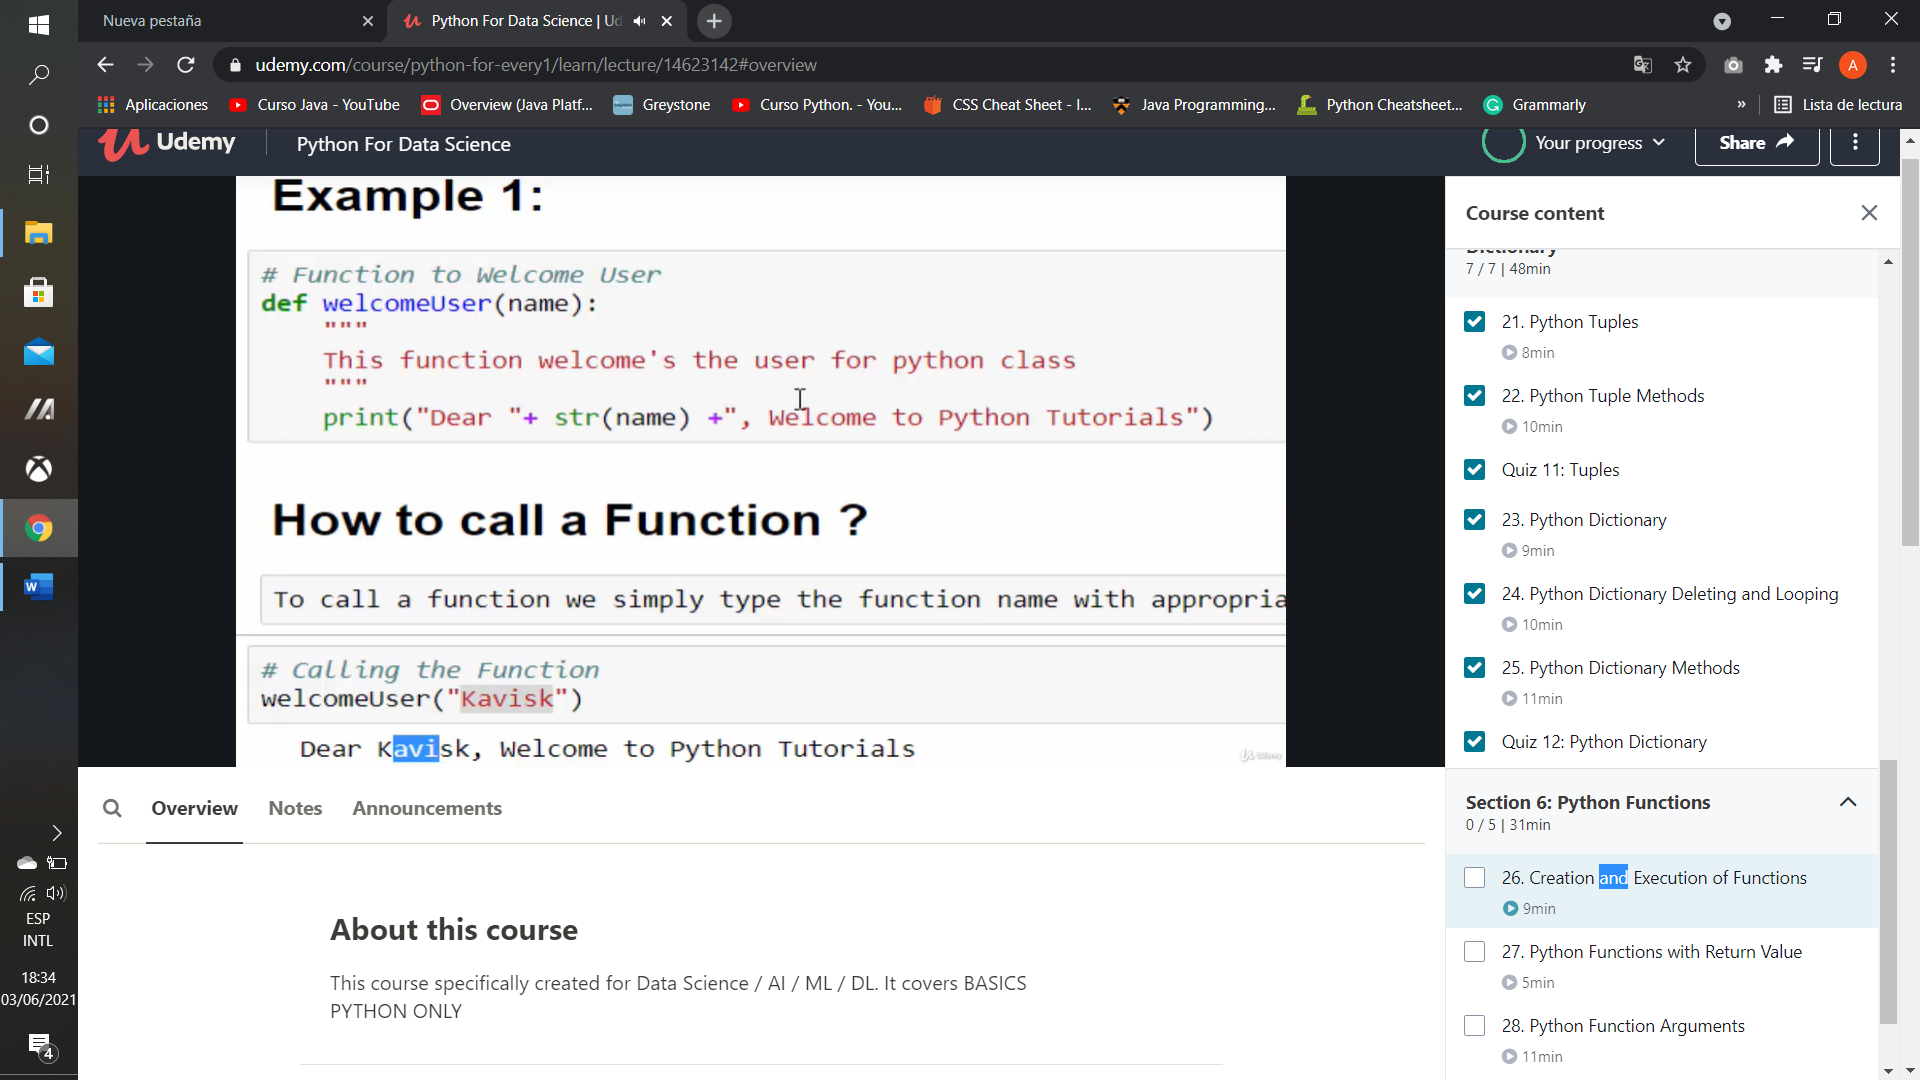 Nueva pestaña
Python For Data Science | Ud
udemy.com/course/python-for-every1/learn/lecture/14623142#overview
A
Aplicaciones
Curso Java - YouTube
Overview (Java Platf...
Greystone
Curso Python. - You...
CSS Cheat Sheet - I...
Java Programming...
Python Cheatsheet...
Grammarly
»
Lista de lectura
Udemy
Python For Data Science
Your progress
Share
Example 1:
# Function to Welcome User
def welcomeUser(name):
"""
This function welcome's the user for python class
"""
print("Dear "+ str(name) +", Welcome to Python Tutorials")
How to call a Function ?
To call a function we simply type the function name with appropria
# Calling the Function
welcomeUser("Kavisk")
Dear Kavisk, Welcome to Python Tutorials
Udemy
Overview
Notes
Announcements
About this course
This course specifically created for Data Science / AI / ML / DL. It covers BASICS
PYTHON ONLY
Course content
Dictionary
7 / 7 | 48min
21. Python Tuples
8min
22. Python Tuple Methods
10min
Quiz 11: Tuples
23. Python Dictionary
9min
24. Python Dictionary Deleting and Looping
10min
25. Python Dictionary Methods
11min
Quiz 12: Python Dictionary
Section 6: Python Functions
0 / 5 | 31min
26. Creation and Execution of Functions
9min
27. Python Functions with Return Value
5min
28. Python Function Arguments
11min
W
ESP
INTL
18:34
03/06/2021
4